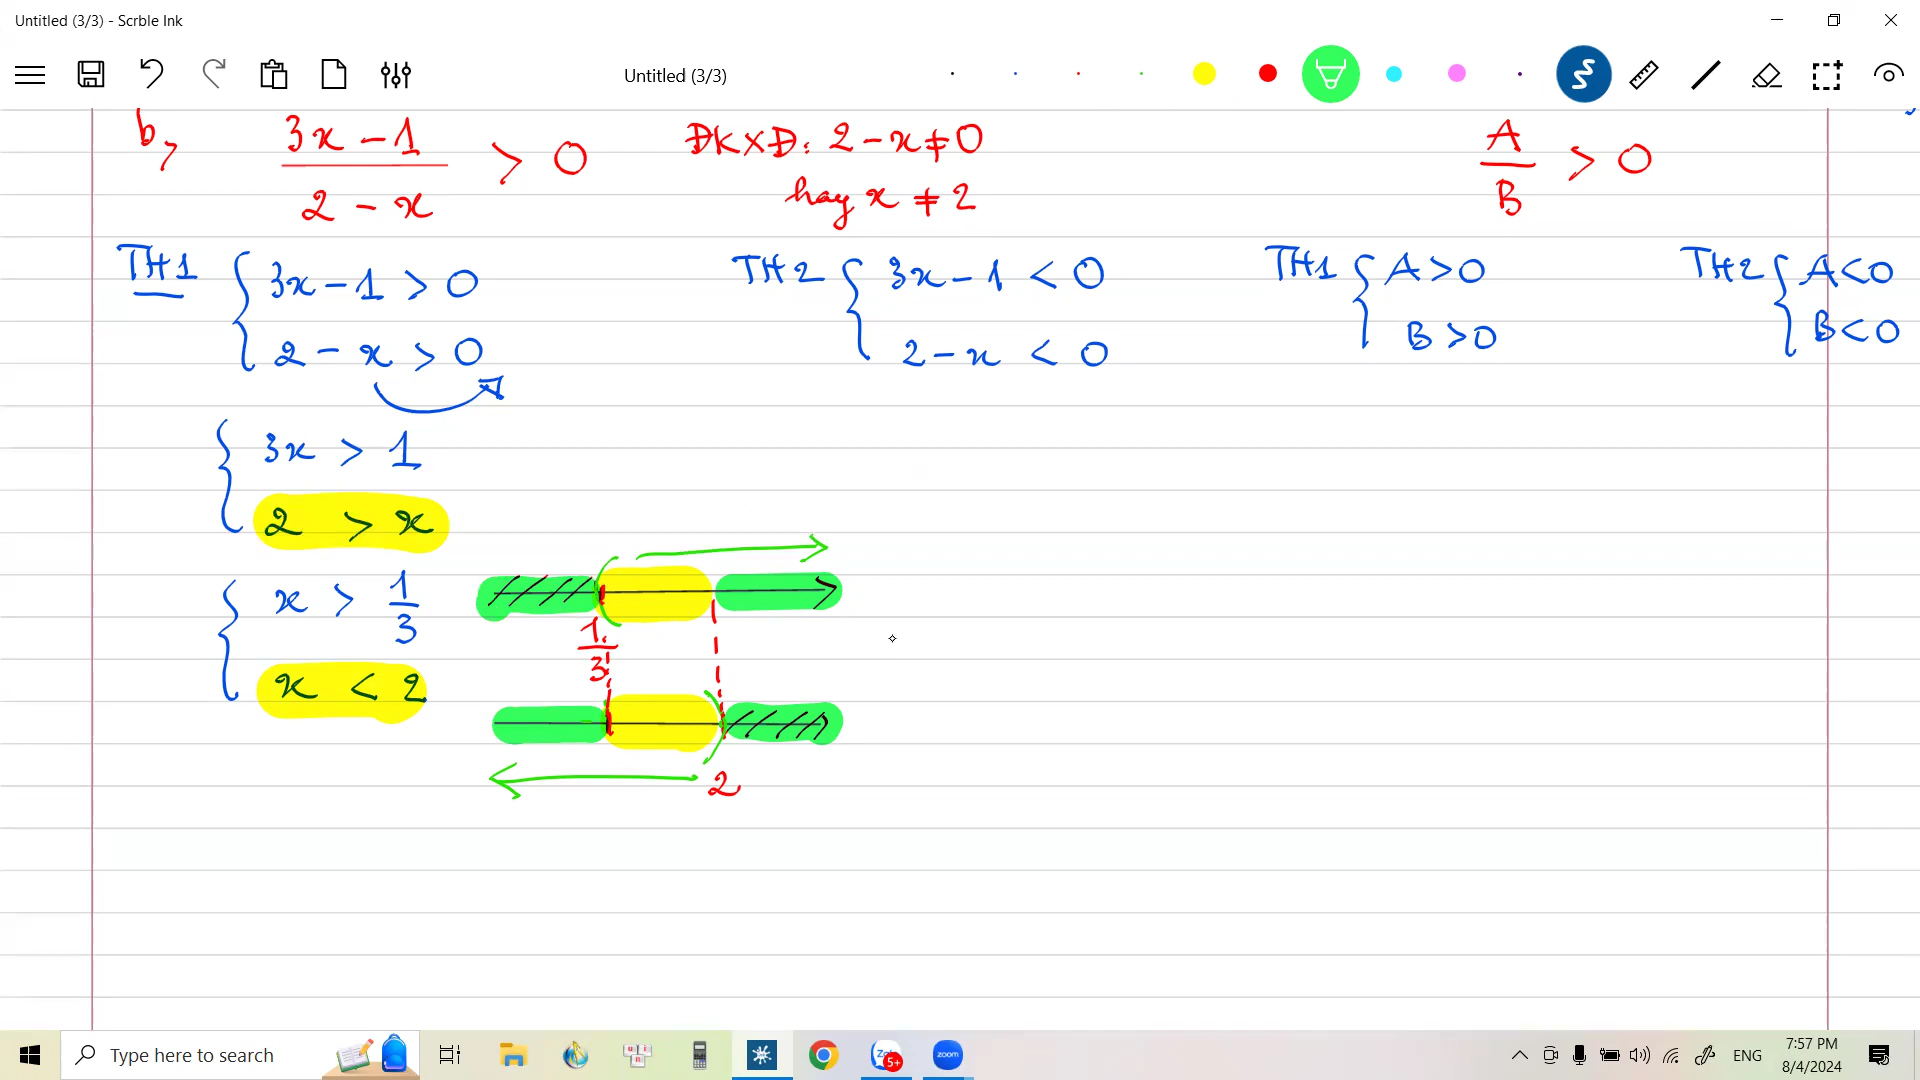 Untitled (3/3) - Scrble Ink
Untitled (3/3)
b, (3x - 1)/(2 - x) > 0
ĐKXĐ: 2 - x ≠ 0
hay x ≠ 2
A/B > 0
TH1 { 3x - 1 > 0
2 - x > 0
TH2 { 3x - 1 < 0
2 - x < 0
TH1 { A > 0
B > 0
TH2 { A < 0
B < 0
{ 3x > 1
2 > x
{ x > 1/3
x < 2
1/3
2
Type here to search
zoom
5+
ENG
7:57 PM
8/4/2024